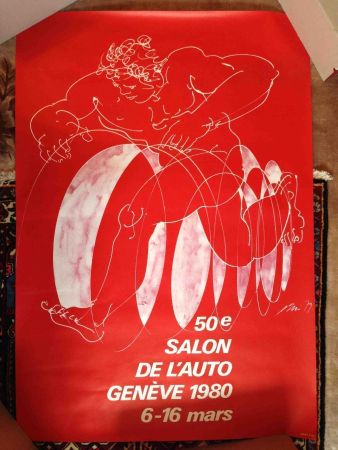 50e
SALON
DE L'AUTO
GENÈVE 1980
6-16 mars